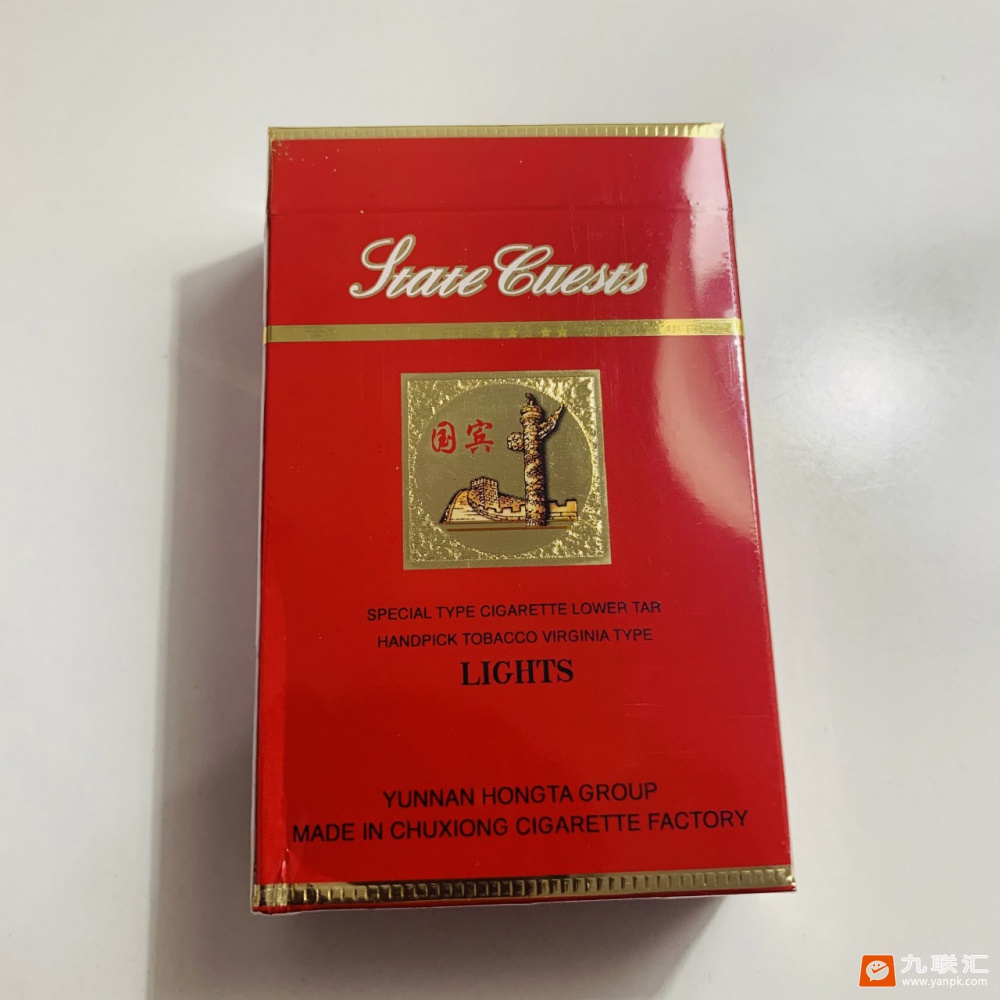 State Guests
国宾
SPECIAL TYPE CIGARETTE LOWER TAR
HANDPICK TOBACCO VIRGINIA TYPE
LIGHTS
YUNNAN HONGTA GROUP
MADE IN CHUXIONG CIGARETTE FACTORY
九联汇
www.yanpk.com